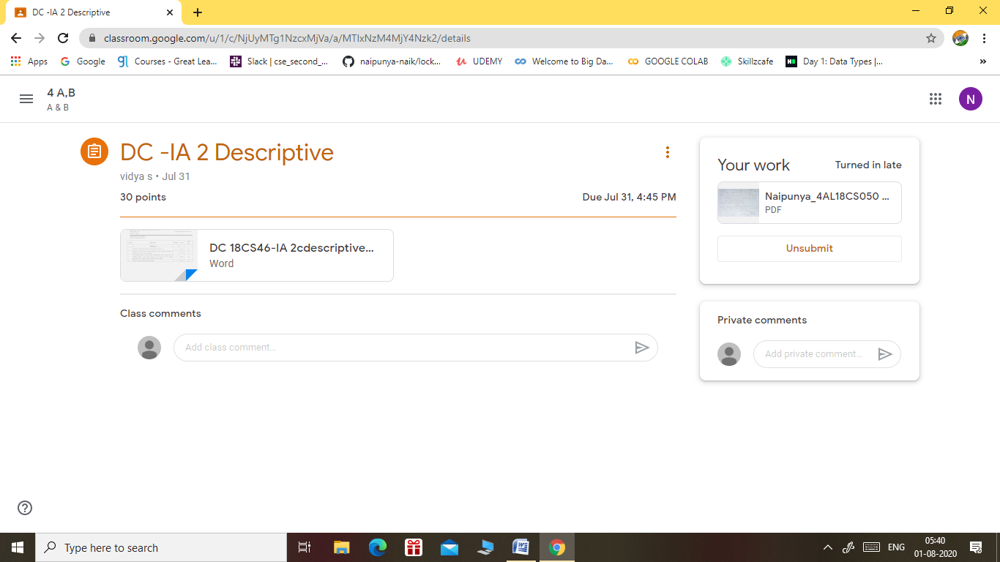 DC -IA 2 Descriptive
classroom.google.com/u/1/c/NjUyMTg1NzcxMjVa/a/MTIxNzM4MjY4Nzk2/details
Apps Google Courses - Great Lea... Slack | cse_second_... naipunya-naik/lock... UDEMY Welcome to Big Da... GOOGLE COLAB Skillzcafe Day 1: Data Types |... »
4 A,B
A & B
N
DC -IA 2 Descriptive
vidya s • Jul 31
30 points Due Jul 31, 4:45 PM
DC 18CS46-IA 2cdescriptive...
Word
Class comments
Add class comment...
Your work Turned in late
Naipunya_4AL18CS050 ...
PDF
Unsubmit
Private comments
Add private comment...
Type here to search
ENG
05:40
01-08-2020